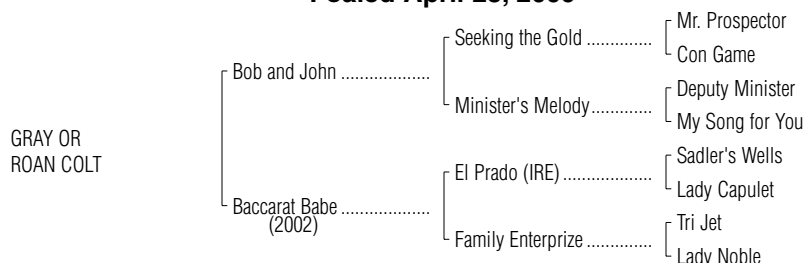 Foaled April
Mr. Prospector
Seeking the Gold ..............
Con Game
Bob and John ...................
Deputy Minister
Minister's Melody.............
My Song for You
GRAY OR
ROAN COLT
Sadler's Wells
El Prado (IRE) ...................
Lady Capulet
Baccarat Babe ...................
(2002)
Tri Jet
Family Enterprize ..............
Lady Noble